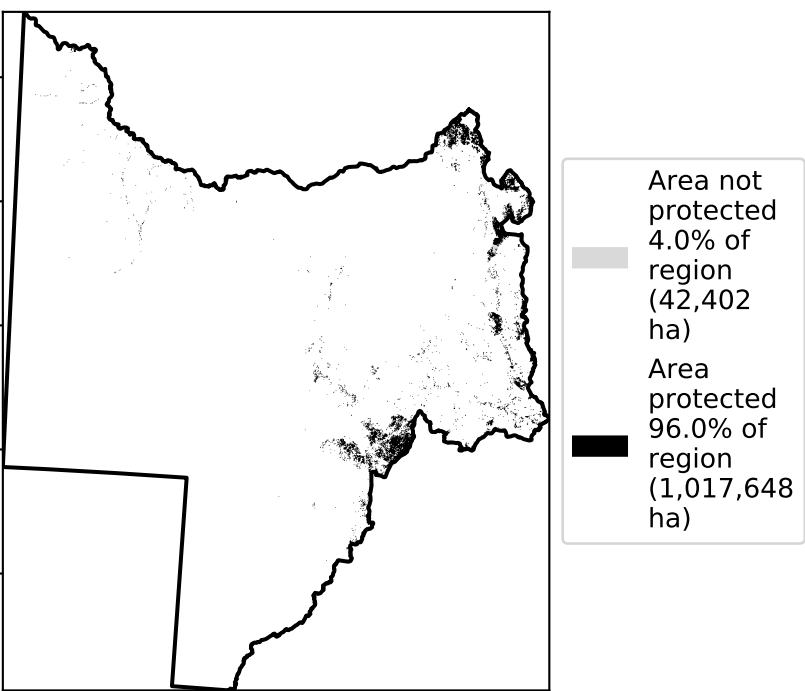 Area not
protected
4.0% of
region
(42,402
ha)
Area
protected
96.0% of
region
(1,017,648
ha)